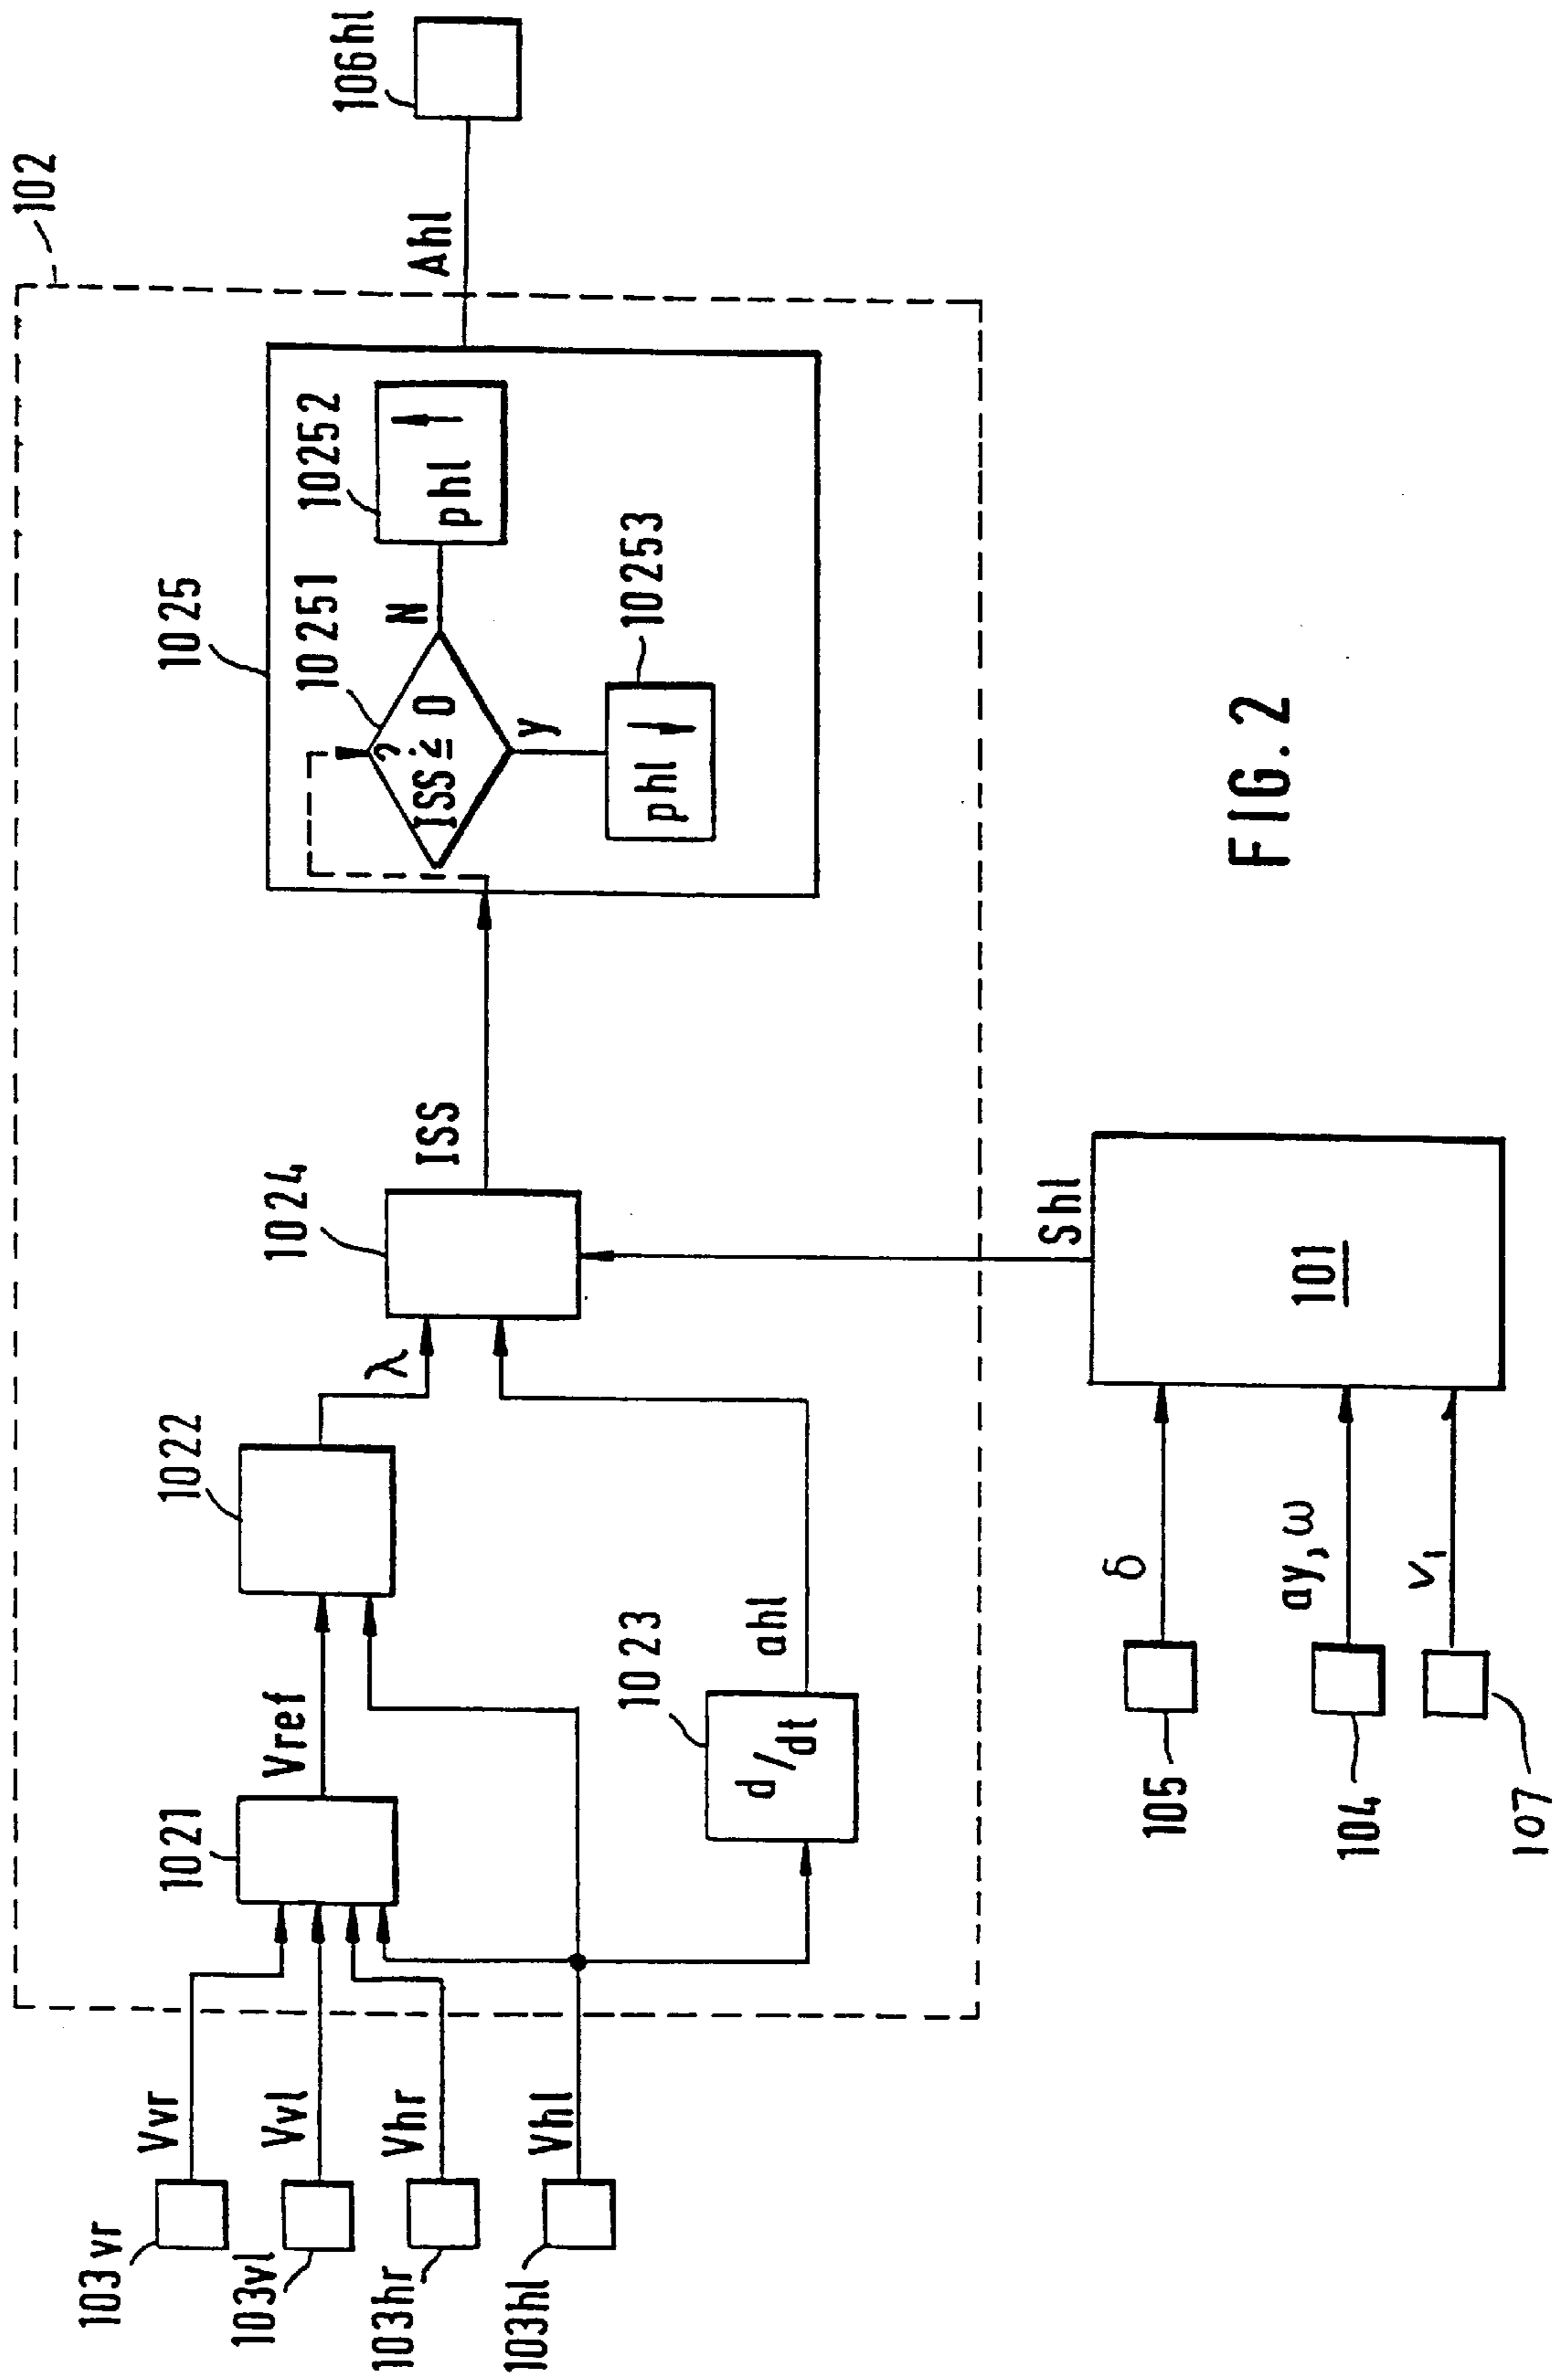 102
106hl
Ahl
1025
10252
phl
10251
N
?
ISS ≥ 0
y
10253
phl
ISS
1024
λ
1022
Vref
1021
1023
d/dt
ahl
Vvr
Vvl
Vhr
Vhl
103vr
103vl
103hr
103hl
Shl
101
δ
ay, ω
105
104
107
FIG. 2